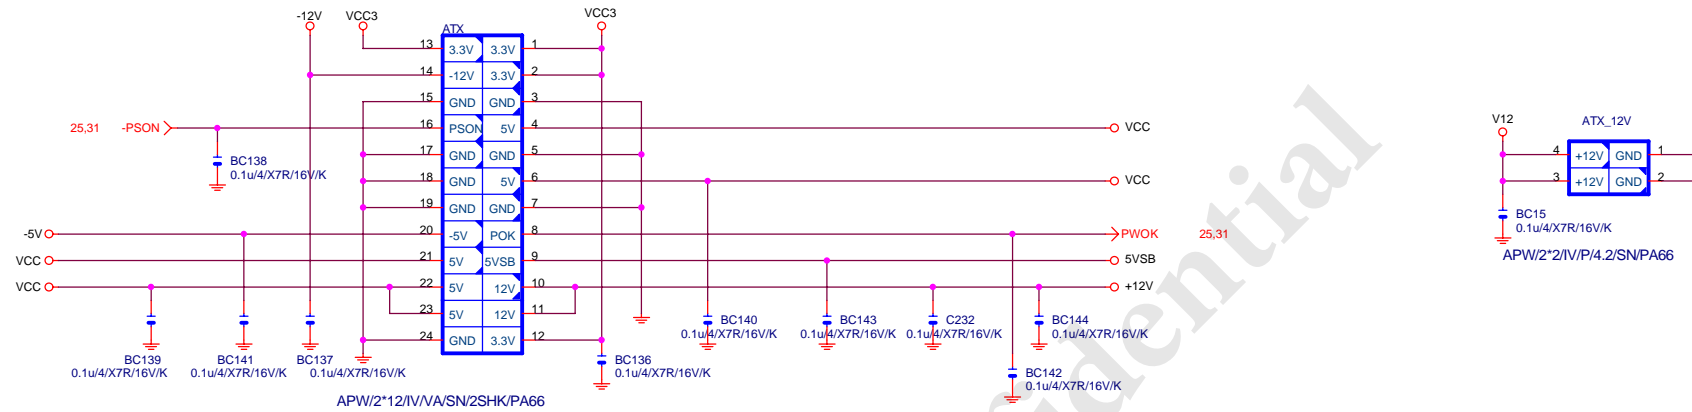 -12V
VCC3
VCC3
ATX
13 3.3V 3.3V 1
14 -12V 3.3V 2
15 GND GND 3
25,31 -PSON 16 PSON 5V 4 VCC
17 GND GND 5
18 GND 5V 6 VCC
19 GND GND 7
-5V 20 -5V POK 8 PWOK 25,31
VCC 21 5V 5VSB 9 5VSB
VCC 22 5V 12V 10 +12V
23 5V 12V 11
24 GND 3.3V 12
BC138
0.1u/4/X7R/16V/K
BC139
0.1u/4/X7R/16V/K
BC141
0.1u/4/X7R/16V/K
BC137
0.1u/4/X7R/16V/K
BC136
0.1u/4/X7R/16V/K
BC140
0.1u/4/X7R/16V/K
BC143
0.1u/4/X7R/16V/K
C232
0.1u/4/X7R/16V/K
BC144
0.1u/4/X7R/16V/K
BC142
0.1u/4/X7R/16V/K
APW/2*12/IV/VA/SN/2SHK/PA66
V12
ATX_12V
4 +12V GND 1
3 +12V GND 2
BC15
0.1u/4/X7R/16V/K
APW/2*2/IV/P/4.2/SN/PA66
fidential